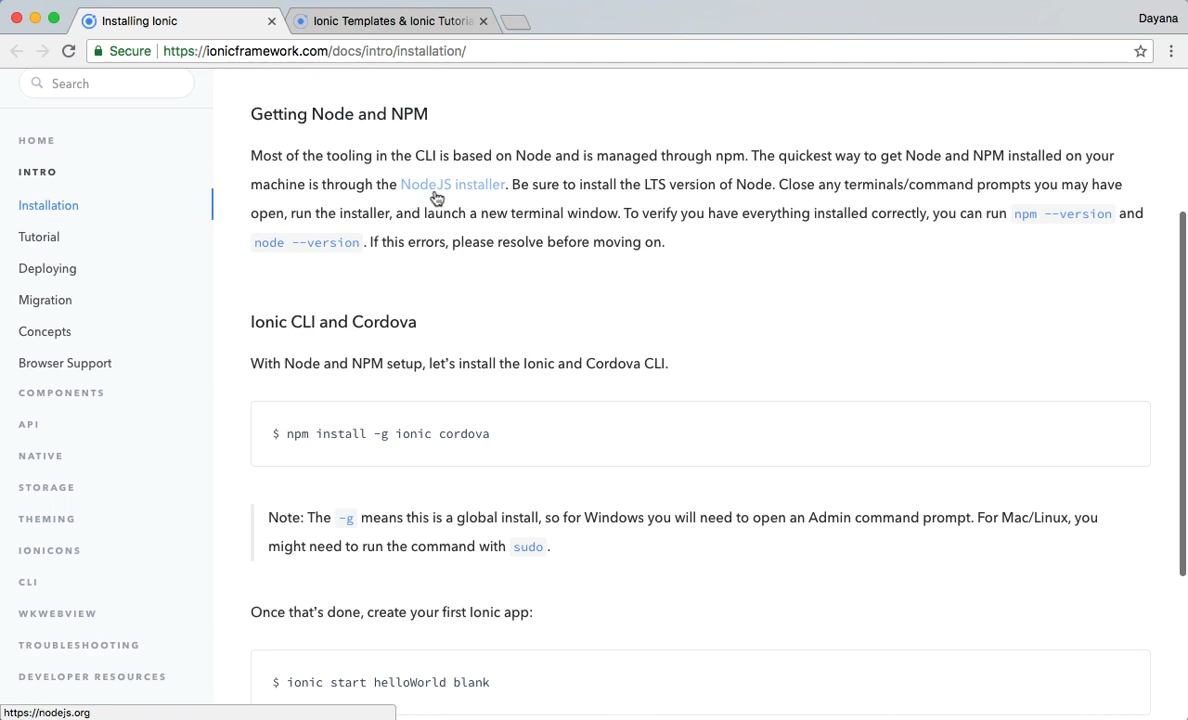 Installing Ionic
Ionic Templates & Ionic Tutoria
Dayana
Secure https://ionicframework.com/docs/intro/installation/
Search
HOME
INTRO
Installation
Tutorial
Deploying
Migration
Concepts
Browser Support
COMPONENTS
API
NATIVE
STORAGE
THEMING
IONICONS
CLI
WKWEBVIEW
TROUBLESHOOTING
DEVELOPER RESOURCES
Getting Node and NPM
Most of the tooling in the CLI is based on Node and is managed through npm. The quickest way to get Node and NPM installed on your
machine is through the NodeJS installer. Be sure to install the LTS version of Node. Close any terminals/command prompts you may have
open, run the installer, and launch a new terminal window. To verify you have everything installed correctly, you can run npm --version and
node --version. If this errors, please resolve before moving on.
Ionic CLI and Cordova
With Node and NPM setup, let's install the Ionic and Cordova CLI.
$ npm install -g ionic cordova
Note: The -g means this is a global install, so for Windows you will need to open an Admin command prompt. For Mac/Linux, you
might need to run the command with sudo.
Once that's done, create your first Ionic app:
$ ionic start helloWorld blank
https://nodejs.org